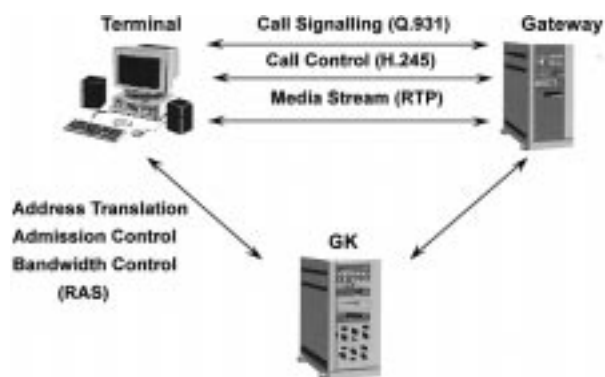 Terminal
Call Signalling (Q.931)
Gateway
Call Control (H.245)
Media Stream (RTP)
Address Translation
Admission Control
Bandwidth Control
(RAS)
GK